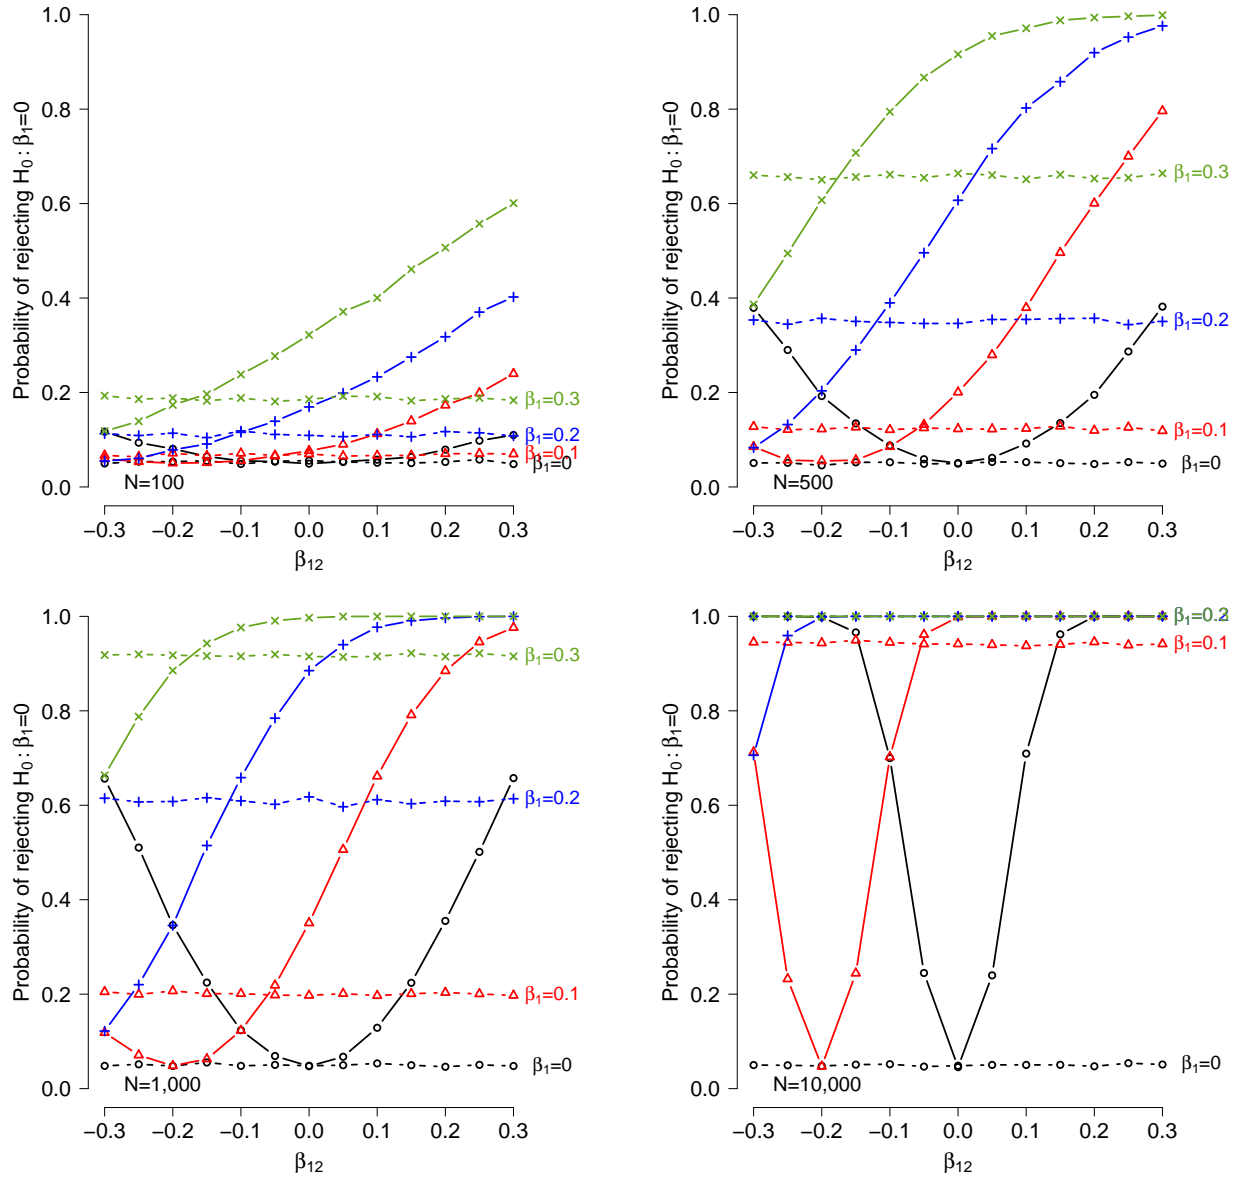 Probability of rejecting H₀ : β₁=0
1.0
0.8
0.6
0.4
0.2
0.0
β₁=0.3
β₁=0.2
β₁=0.1
β₁=0
N=100
−0.3 −0.2 −0.1 0.0 0.1 0.2 0.3
β₁₂
Probability of rejecting H₀ : β₁=0
1.0
0.8
0.6
0.4
0.2
0.0
β₁=0.3
β₁=0.2
β₁=0.1
β₁=0
N=500
−0.3 −0.2 −0.1 0.0 0.1 0.2 0.3
β₁₂
Probability of rejecting H₀ : β₁=0
1.0
0.8
0.6
0.4
0.2
0.0
β₁=0.3
β₁=0.2
β₁=0.1
β₁=0
N=1,000
−0.3 −0.2 −0.1 0.0 0.1 0.2 0.3
β₁₂
Probability of rejecting H₀ : β₁=0
1.0
0.8
0.6
0.4
0.2
0.0
β₁=0.1
β₁=0
N=10,000
−0.3 −0.2 −0.1 0.0 0.1 0.2 0.3
β₁₂